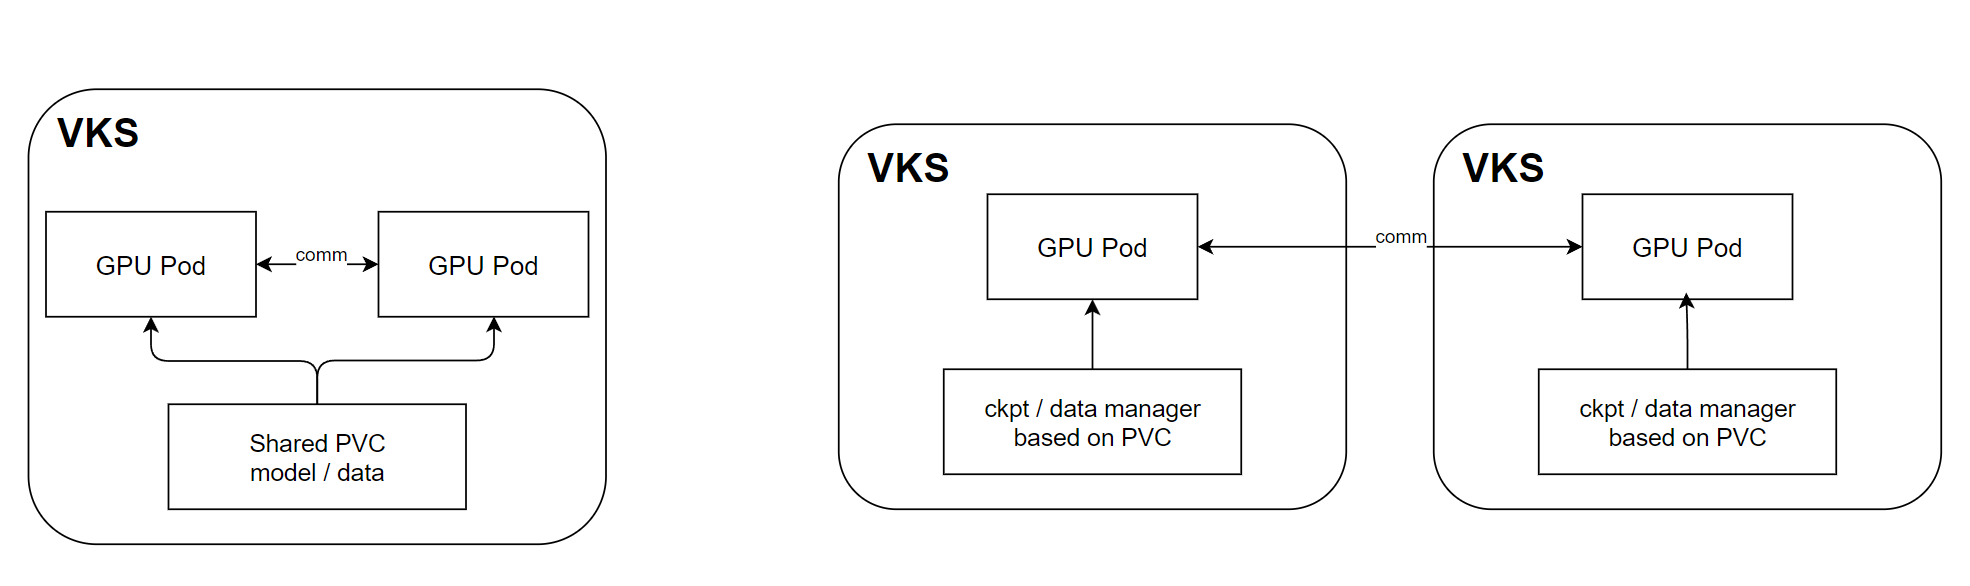 VKS
GPU Pod
comm
GPU Pod
Shared PVC
model / data
VKS
GPU Pod
ckpt / data manager
based on PVC
comm
VKS
GPU Pod
ckpt / data manager
based on PVC